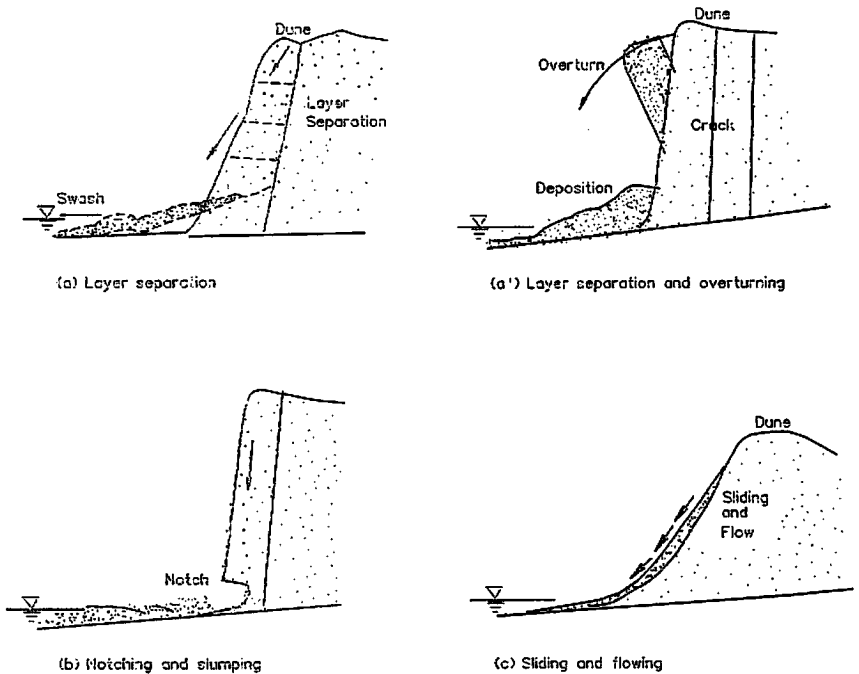 Dune
Layer
Separation
Swash
(a) Layer separation
Dune
Overturn
Crack
Deposition
(a') Layer separation and overturning
Notch
(b) Notching and slumping
Dune
Sliding
and
Flow
(c) Sliding and flowing